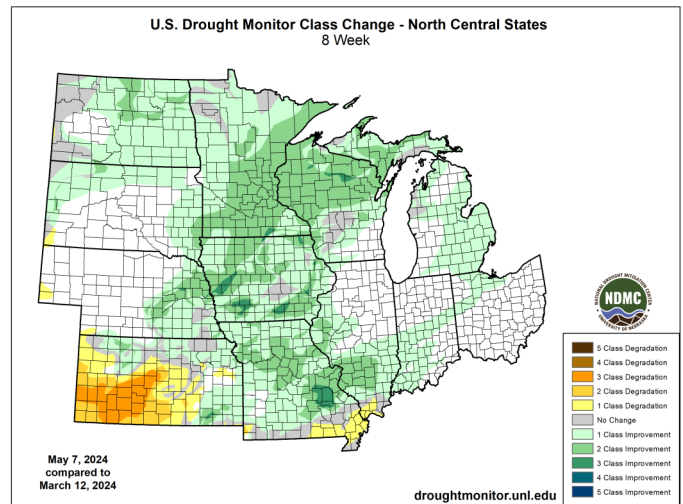 U.S. Drought Monitor Class Change - North Central States
8 Week
NATIONAL DROUGHT MITIGATION CENTER
NDMC
UNIVERSITY OF NEBRASKA
5 Class Degradation
4 Class Degradation
3 Class Degradation
2 Class Degradation
1 Class Degradation
No Change
1 Class Improvement
2 Class Improvement
3 Class Improvement
4 Class Improvement
5 Class Improvement
May 7, 2024
compared to
March 12, 2024
droughtmonitor.unl.edu